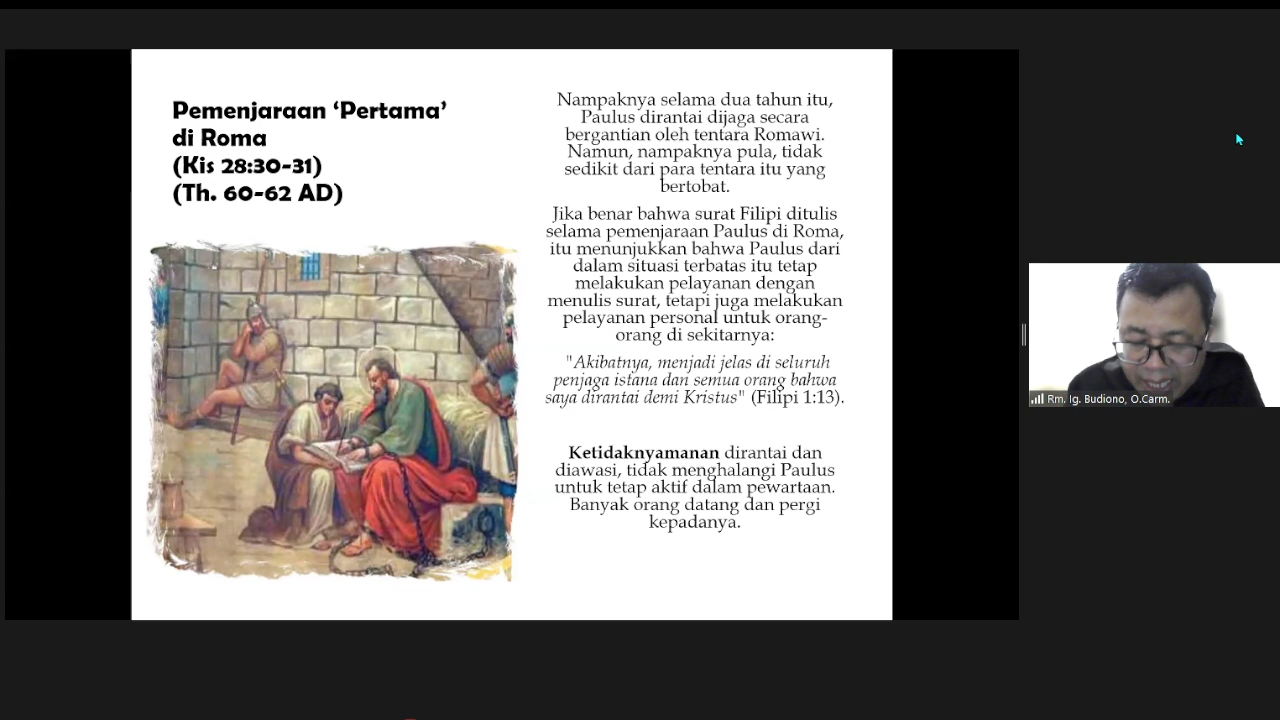 Pemenjaraan ‘Pertama’
di Roma
(Kis 28:30-31)
(Th. 60-62 AD)
Nampaknya selama dua tahun itu,
Paulus dirantai dijaga secara
bergantian oleh tentara Romawi.
Namun, nampaknya pula, tidak
sedikit dari para tentara itu yang
bertobat.
Jika benar bahwa surat Filipi ditulis
selama pemenjaraan Paulus di Roma,
itu menunjukkan bahwa Paulus dari
dalam situasi terbatas itu tetap
melakukan pelayanan dengan
menulis surat, tetapi juga melakukan
pelayanan personal untuk orang-
orang di sekitarnya:
"Akibatnya, menjadi jelas di seluruh
penjaga istana dan semua orang bahwa
saya dirantai demi Kristus" (Filipi 1:13).
Ketidaknyamanan dirantai dan
diawasi, tidak menghalangi Paulus
untuk tetap aktif dalam pewartaan.
Banyak orang datang dan pergi
kepadanya.
Rm. Ig. Budiono, O.Carm.